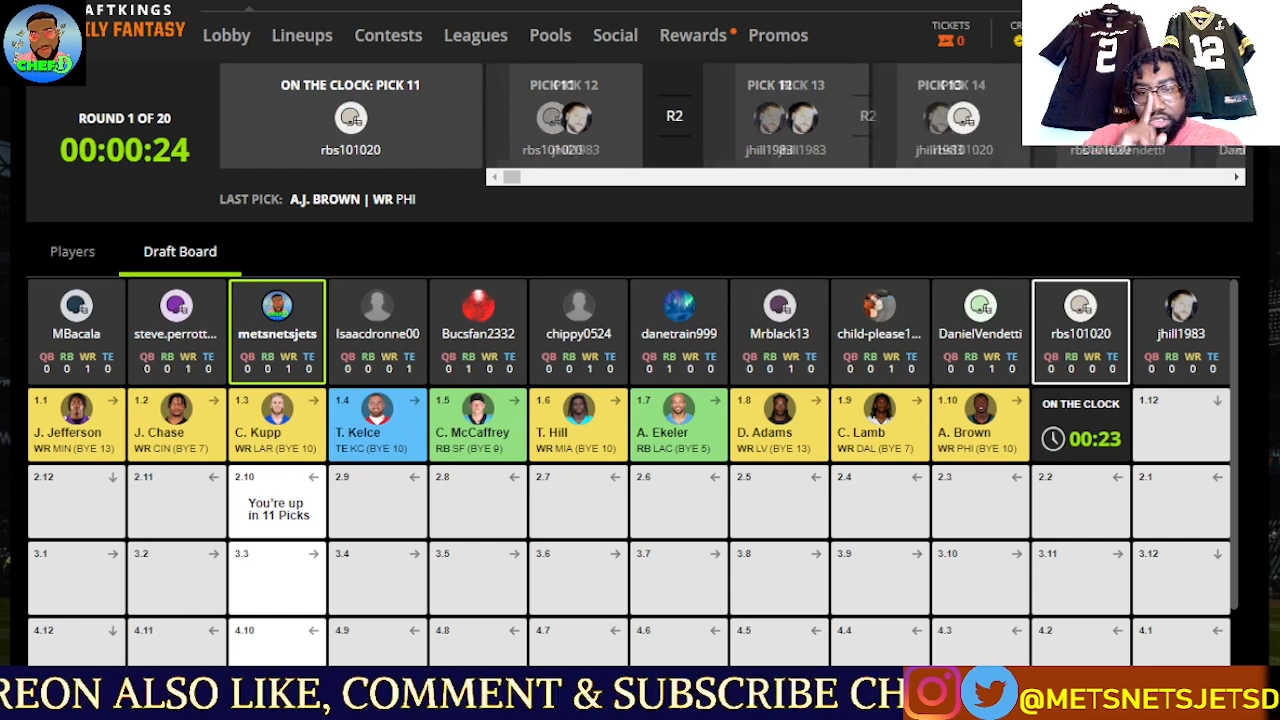 AFTKINGS
LY FANTASY
CHEF
Lobby Lineups Contests Leagues Pools Social Rewards Promos
TICKETS
0
2
12
ROUND 1 OF 20
00:00:24
ON THE CLOCK: PICK 11
rbs101020
PICK 12
R2
PICK 13
R2
PICK 14
LAST PICK: A.J. BROWN | WR PHI
Players Draft Board
MBacala steve.perrott... metsnetsjets Isaacdronne00 Bucsfan2332 chippy0524 danetrain999 Mrblack13 child-please1... DanielVendetti rbs101020 jhill1983
QB RB WR TE QB RB WR TE QB RB WR TE QB RB WR TE QB RB WR TE QB RB WR TE QB RB WR TE QB RB WR TE QB RB WR TE QB RB WR TE QB RB WR TE QB RB WR TE
0 0 1 0 0 0 1 0 0 0 1 0 0 0 0 1 0 1 0 0 0 0 1 0 0 1 0 0 0 0 1 0 0 0 1 0 0 0 1 0 0 0 0 0 0 0 0 0
1.1 1.2 1.3 1.4 1.5 1.6 1.7 1.8 1.9 1.10 ON THE CLOCK 1.12
J. Jefferson J. Chase C. Kupp T. Kelce C. McCaffrey T. Hill A. Ekeler D. Adams C. Lamb A. Brown 00:23
WR MIN (BYE 13) WR CIN (BYE 7) WR LAR (BYE 10) TE KC (BYE 10) RB SF (BYE 9) WR MIA (BYE 10) RB LAC (BYE 5) WR LV (BYE 13) WR DAL (BYE 7) WR PHI (BYE 10)
2.12 2.11 2.10 2.9 2.8 2.7 2.6 2.5 2.4 2.3 2.2 2.1
You're up
in 11 Picks
3.1 3.2 3.3 3.4 3.5 3.6 3.7 3.8 3.9 3.10 3.11 3.12
4.12 4.11 4.10 4.9 4.8 4.7 4.6 4.5 4.4 4.3 4.2 4.1
REON ALSO LIKE, COMMENT & SUBSCRIBE CH
@METSNETSJETSD